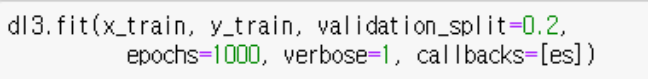 dl3.fit(x_train, y_train, validation_split=0.2,
epochs=1000, verbose=1, callbacks=[es])